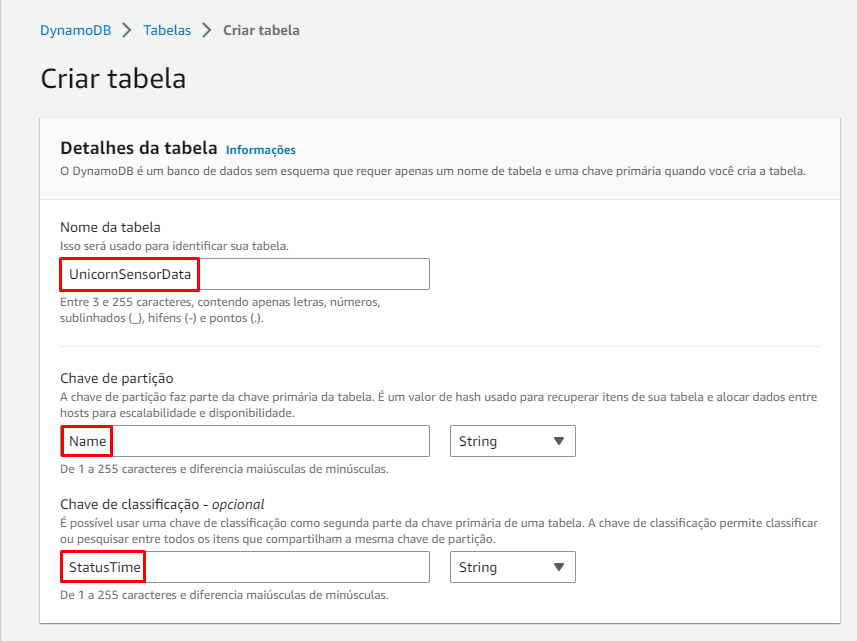 DynamoDB > Tabelas > Criar tabela
Criar tabela
Detalhes da tabela Informações
O DynamoDB é um banco de dados sem esquema que requer apenas um nome de tabela e uma chave primária quando você cria a tabela.
Nome da tabela
Isso será usado para identificar sua tabela.
UnicornSensorData
Entre 3 e 255 caracteres, contendo apenas letras, números,
sublinhados (_), hifens (-) e pontos (.).
Chave de partição
A chave de partição faz parte da chave primária da tabela. É um valor de hash usado para recuperar itens de sua tabela e alocar dados entre
hosts para escalabilidade e disponibilidade.
Name String
De 1 a 255 caracteres e diferencia maiúsculas de minúsculas.
Chave de classificação - opcional
É possível usar uma chave de classificação como segunda parte da chave primária de uma tabela. A chave de classificação permite classificar
ou pesquisar entre todos os itens que compartilham a mesma chave de partição.
StatusTime String
De 1 a 255 caracteres e diferencia maiúsculas de minúsculas.